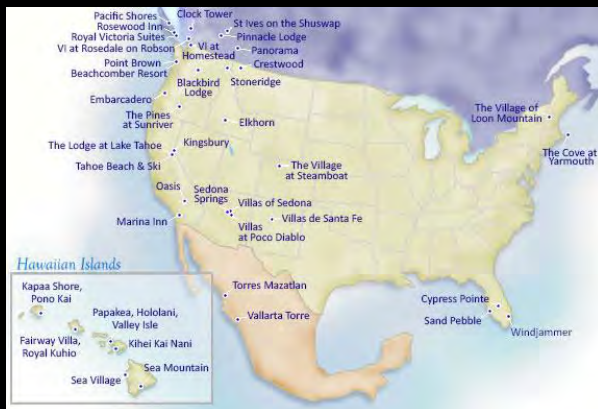 Pacific Shores
Clock Tower
Rosewood Inn
St Ives on the Shuswap
Royal Victoria Suites
Pinnacle Lodge
VI at Rosedale on Robson
VI at
Homestead
Panorama
Point Brown
Crestwood
Beachcomber Resort
Blackbird
Lodge
Stoneridge
Embarcadero
The Pines
at Sunriver
Elkhorn
The Village of
Loon Mountain
The Lodge at Lake Tahoe
Kingsbury
The Cove at
Yarmouth
Tahoe Beach & Ski
The Village
at Steamboat
Oasis
Sedona
Springs
Villas of Sedona
Marina Inn
Villas
at Poco Diablo
Villas de Santa Fe
Hawaiian Islands
Kapaa Shore,
Pono Kai
Papakea, Hololani,
Valley Isle
Fairway Villa,
Royal Kuhio
Kihei Kai Nani
Sea Mountain
Sea Village
Torres Mazatlan
Vallarta Torre
Cypress Pointe
Sand Pebble
Windjammer